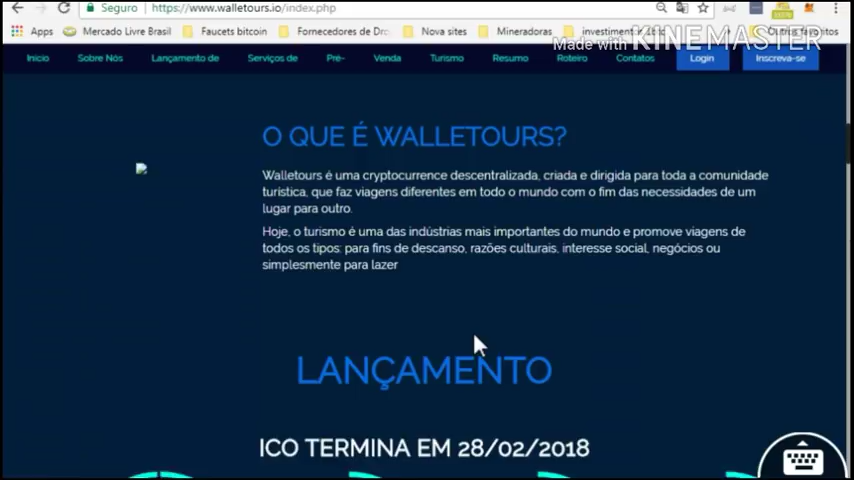 Seguro
https://www.walletours.io/index.php
Apps
Mercado Livre Brasil
Faucets bitcoin
Fornecedores de Dro
Nova sites
Mineradoras
Outros favoritos
Made with KINEMASTER
Inicio
Sobre Nós
Lançamento de
Serviços de
Pré-
Venda
Turismo
Resumo
Roteiro
Contatos
Login
Inscreva-se
O QUE É WALLETOURS?
Walletours é uma cryptocurrence descentralizada, criada e dirigida para toda a comunidade
turística, que faz viagens diferentes em todo o mundo com o fim das necessidades de um
lugar para outro.
Hoje, o turismo é uma das indústrias mais importantes do mundo e promove viagens de
todos os tipos: para fins de descanso, razões culturais, interesse social, negócios ou
simplesmente para lazer
LANÇAMENTO
ICO TERMINA EM 28/02/2018